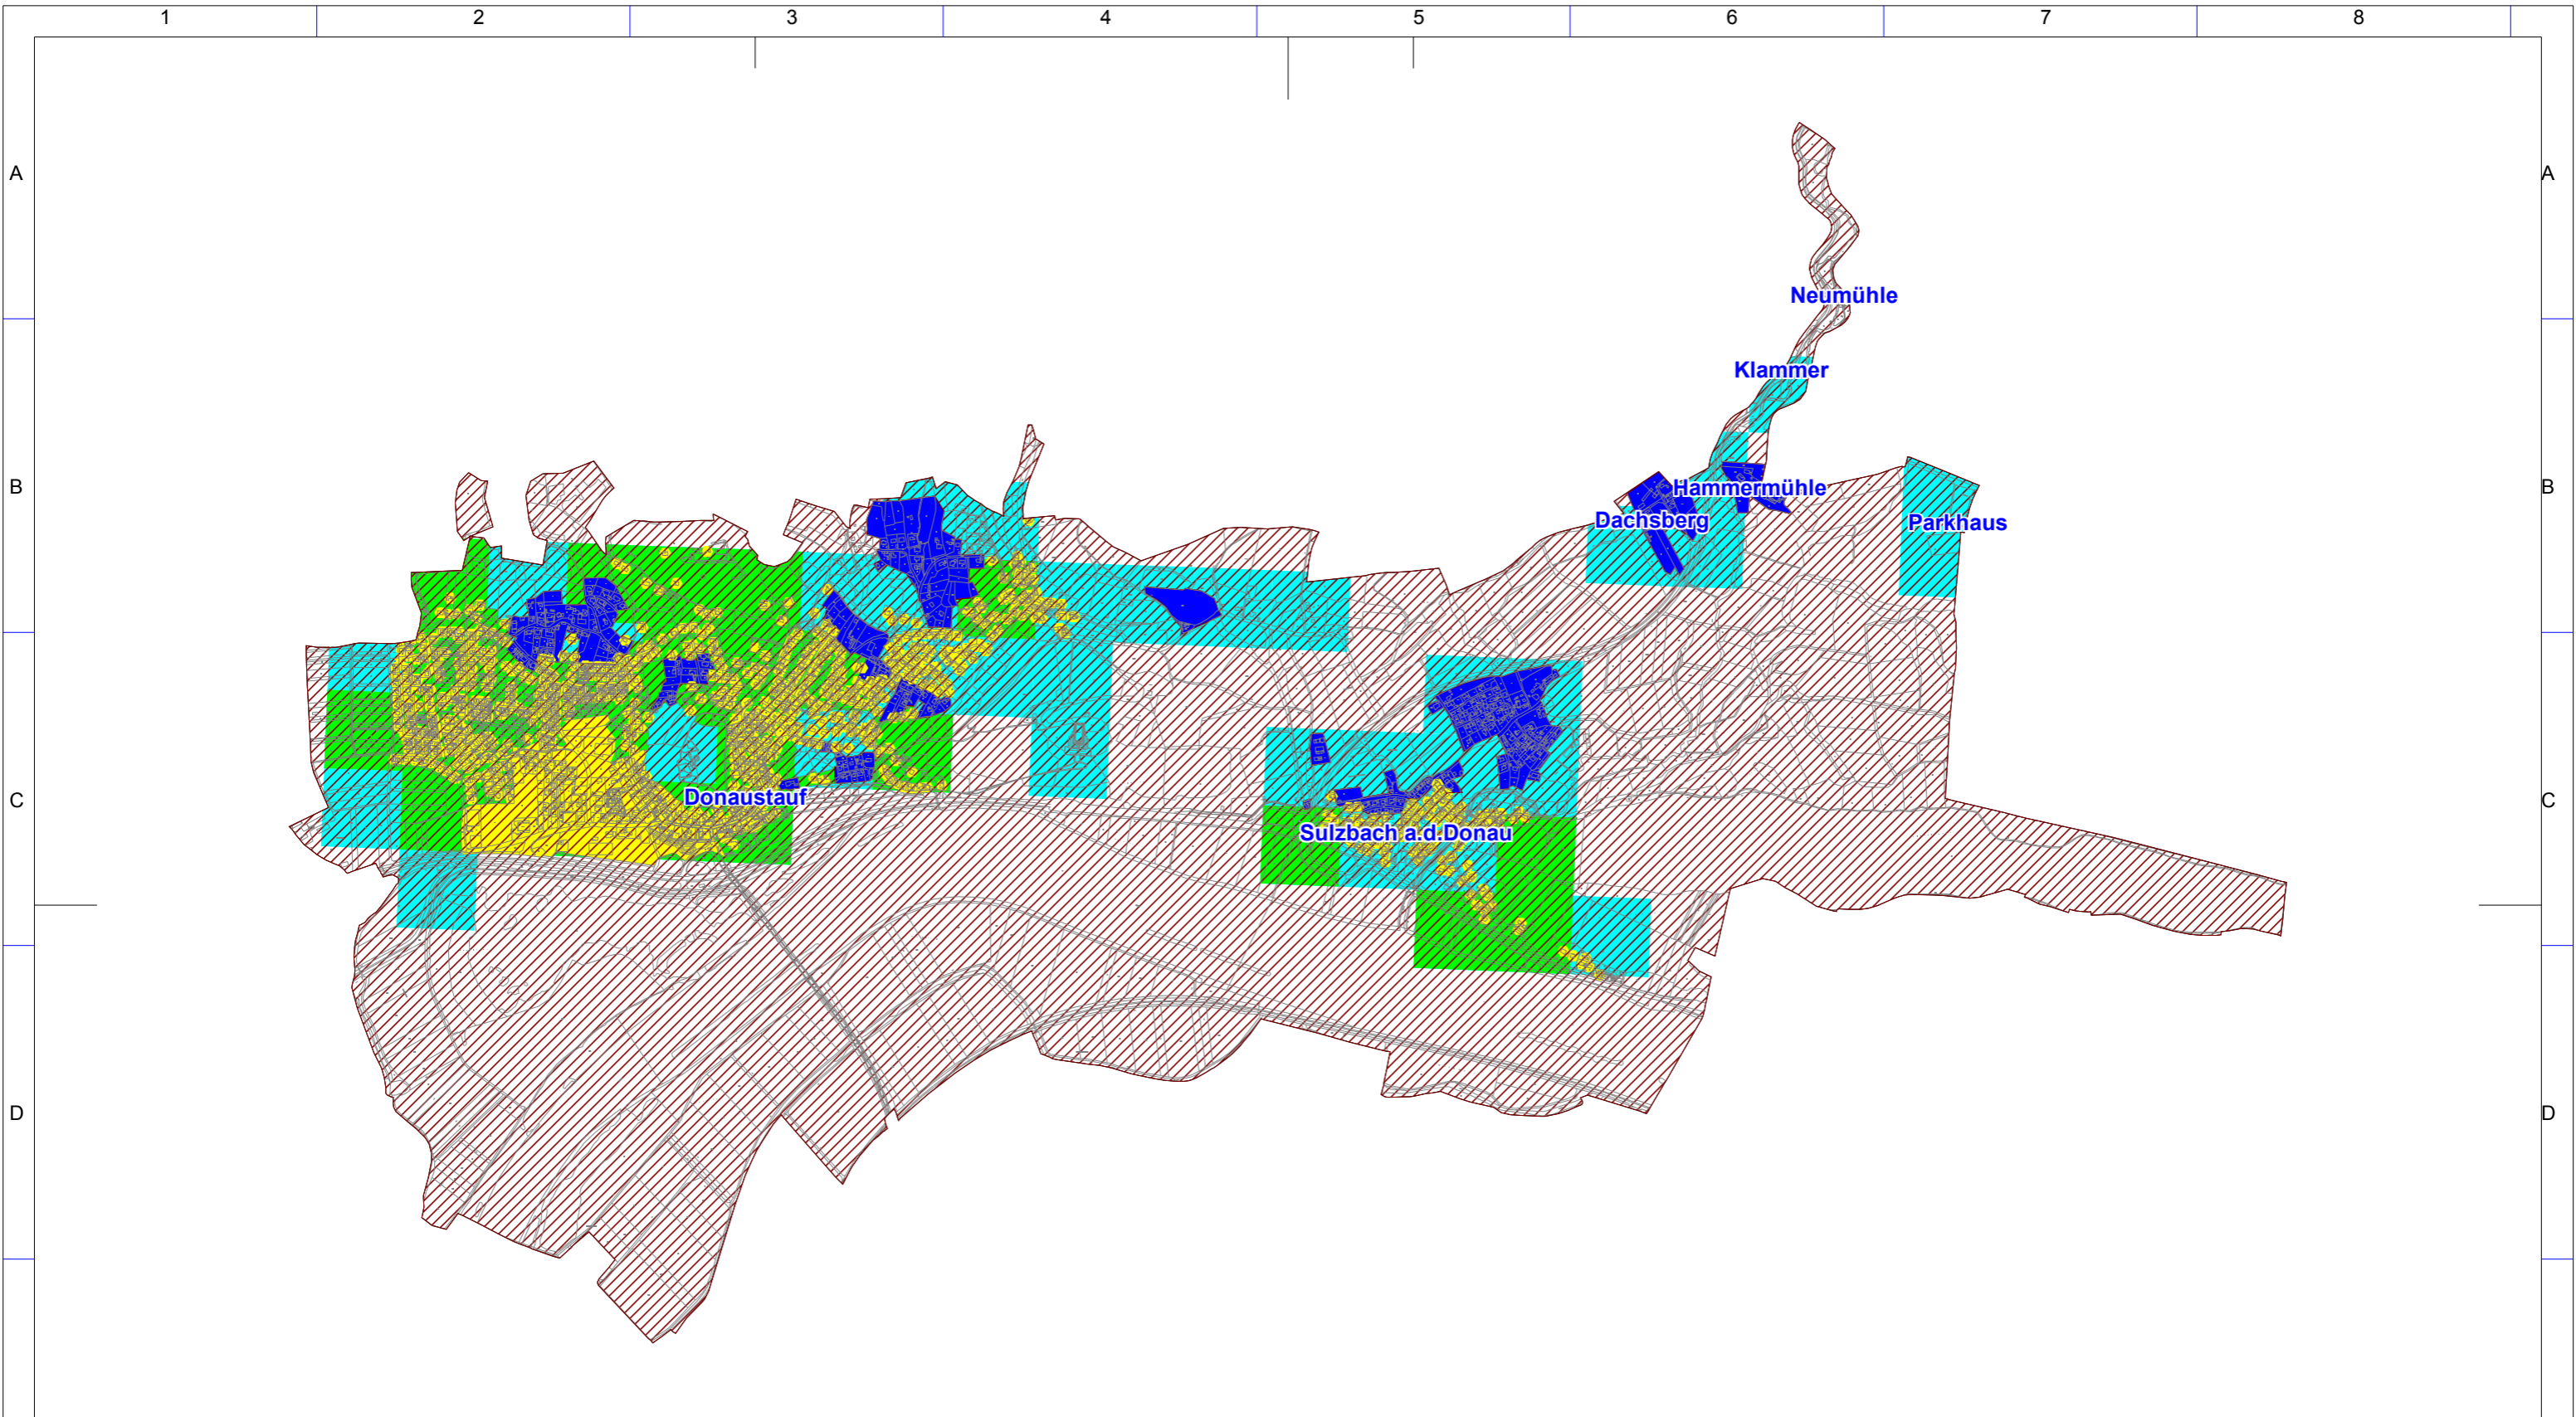 1 2 3 4 5 6 7 8
A A
Neumühle
Klammer
B Hammermühle B
Dachsberg Parkhaus
Donaustauf
C C
Sulzbach a.d.Donau
D D